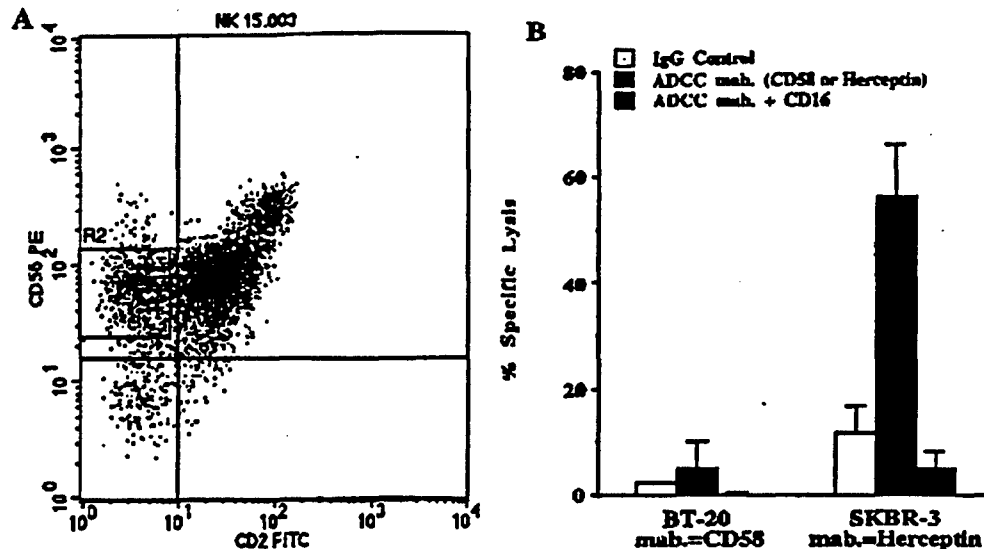 A
NK 15.003
10^4
10^3
10^2
10^1
10^0
CD56 PE
R2
10^0 10^1 10^2 10^3 10^4
CD2 FITC
B
IgG Control
ADCC mab. (CD58 or Herceptin)
ADCC mab. + CD16
80
60
40
20
0
% Specific Lysis
BT-20
mab.=CD58
SKBR-3
mab.=Herceptin